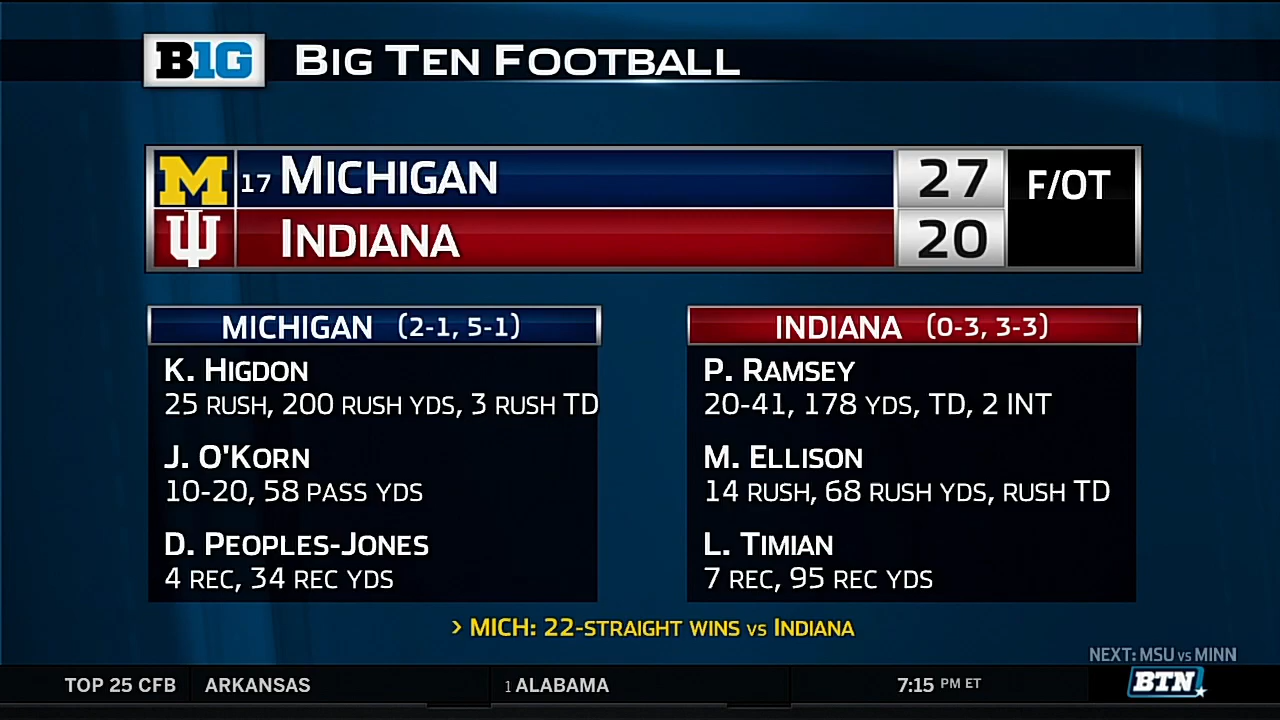 B1G BIG TEN FOOTBALL
M 17 MICHIGAN 27 F/OT
INDIANA 20
MICHIGAN (2-1, 5-1)
K. HIGDON
25 RUSH, 200 RUSH YDS, 3 RUSH TD
J. O'KORN
10-20, 58 PASS YDS
D. PEOPLES-JONES
4 REC, 34 REC YDS
INDIANA (0-3, 3-3)
P. RAMSEY
20-41, 178 YDS, TD, 2 INT
M. ELLISON
14 RUSH, 68 RUSH YDS, RUSH TD
L. TIMIAN
7 REC, 95 REC YDS
> MICH: 22-STRAIGHT WINS vs INDIANA
NEXT: MSU vs MINN
TOP 25 CFB ARKANSAS 1 ALABAMA 7:15 PM ET BTN